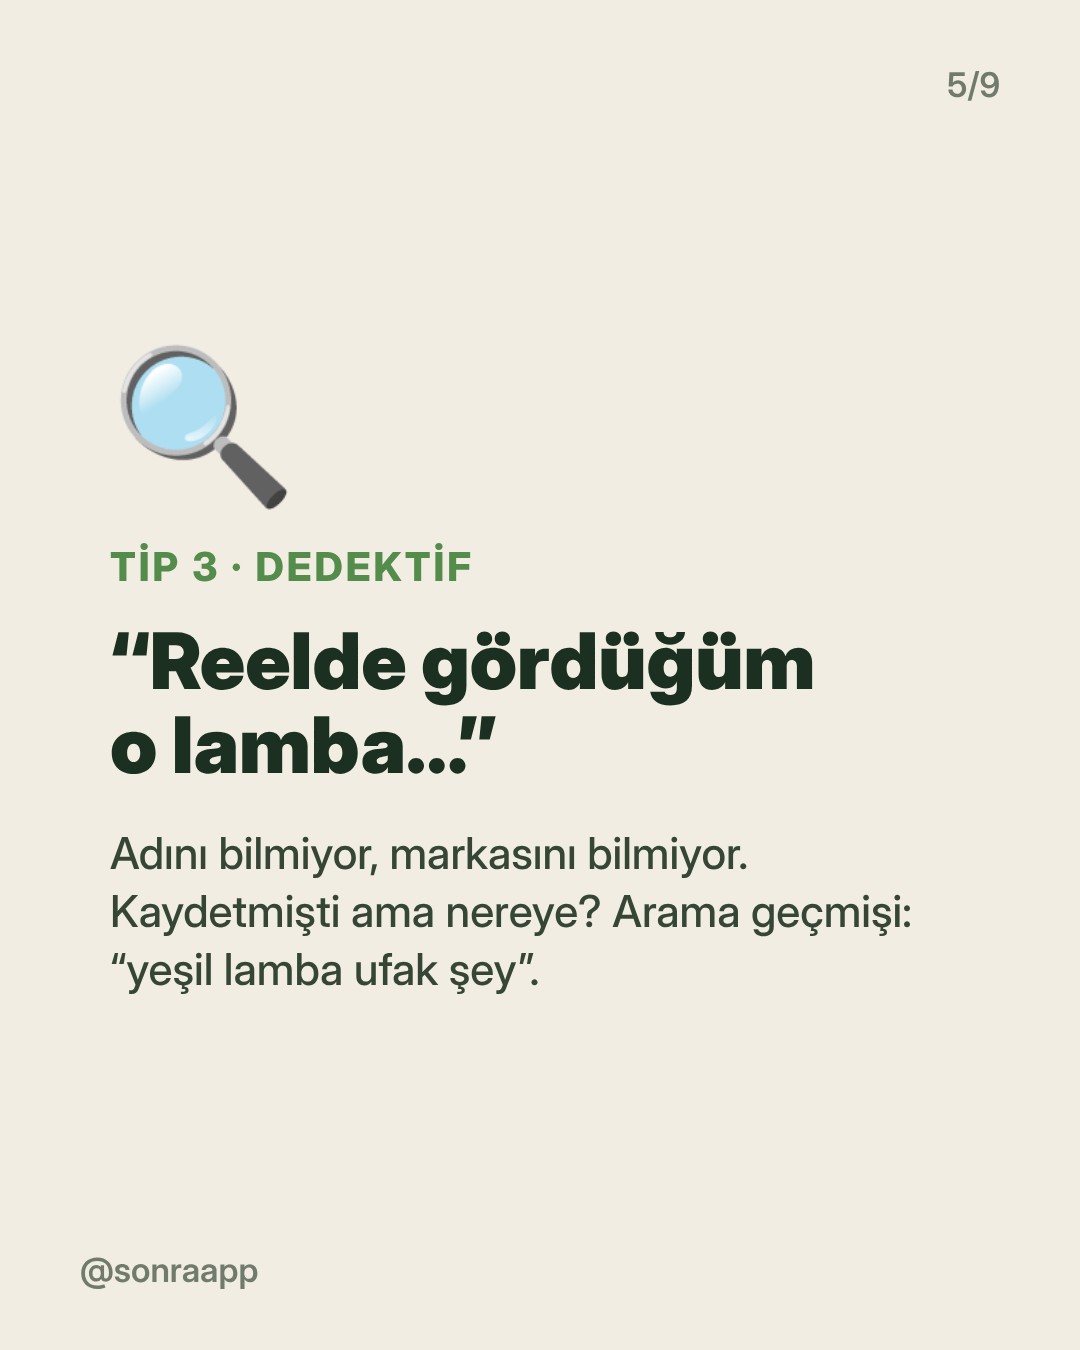 5/9
TİP 3 · DEDEKTİF
“Reelde gördüğüm
o lamba…”
Adını bilmiyor, markasını bilmiyor.
Kaydetmişti ama nereye? Arama geçmişi:
“yeşil lamba ufak şey”.
@sonraapp